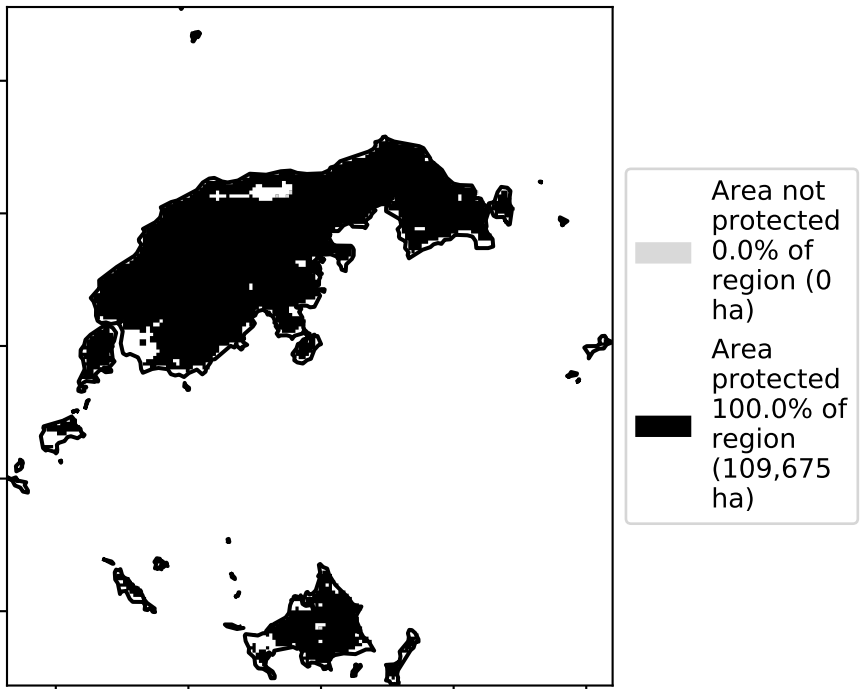 Area not
protected
0.0% of
region (0
ha)
Area
protected
100.0% of
region
(109,675
ha)